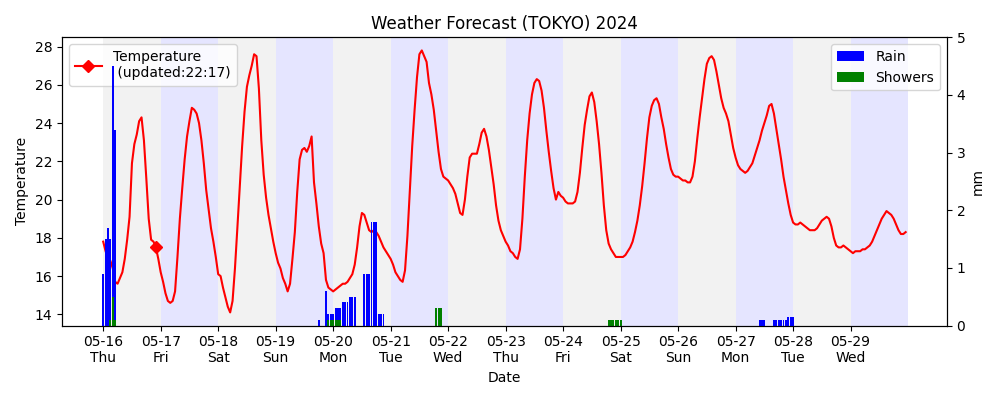 Weather Forecast (TOKYO) 2024
Temperature
(updated:22:17)
Rain
Showers
28
26
24
22
20
18
16
14
Temperature
5
4
3
2
1
0
mm
05-16 05-17 05-18 05-19 05-20 05-21 05-22 05-23 05-24 05-25 05-26 05-27 05-28 05-29
Thu Fri Sat Sun Mon Tue Wed Thu Fri Sat Sun Mon Tue Wed
Date